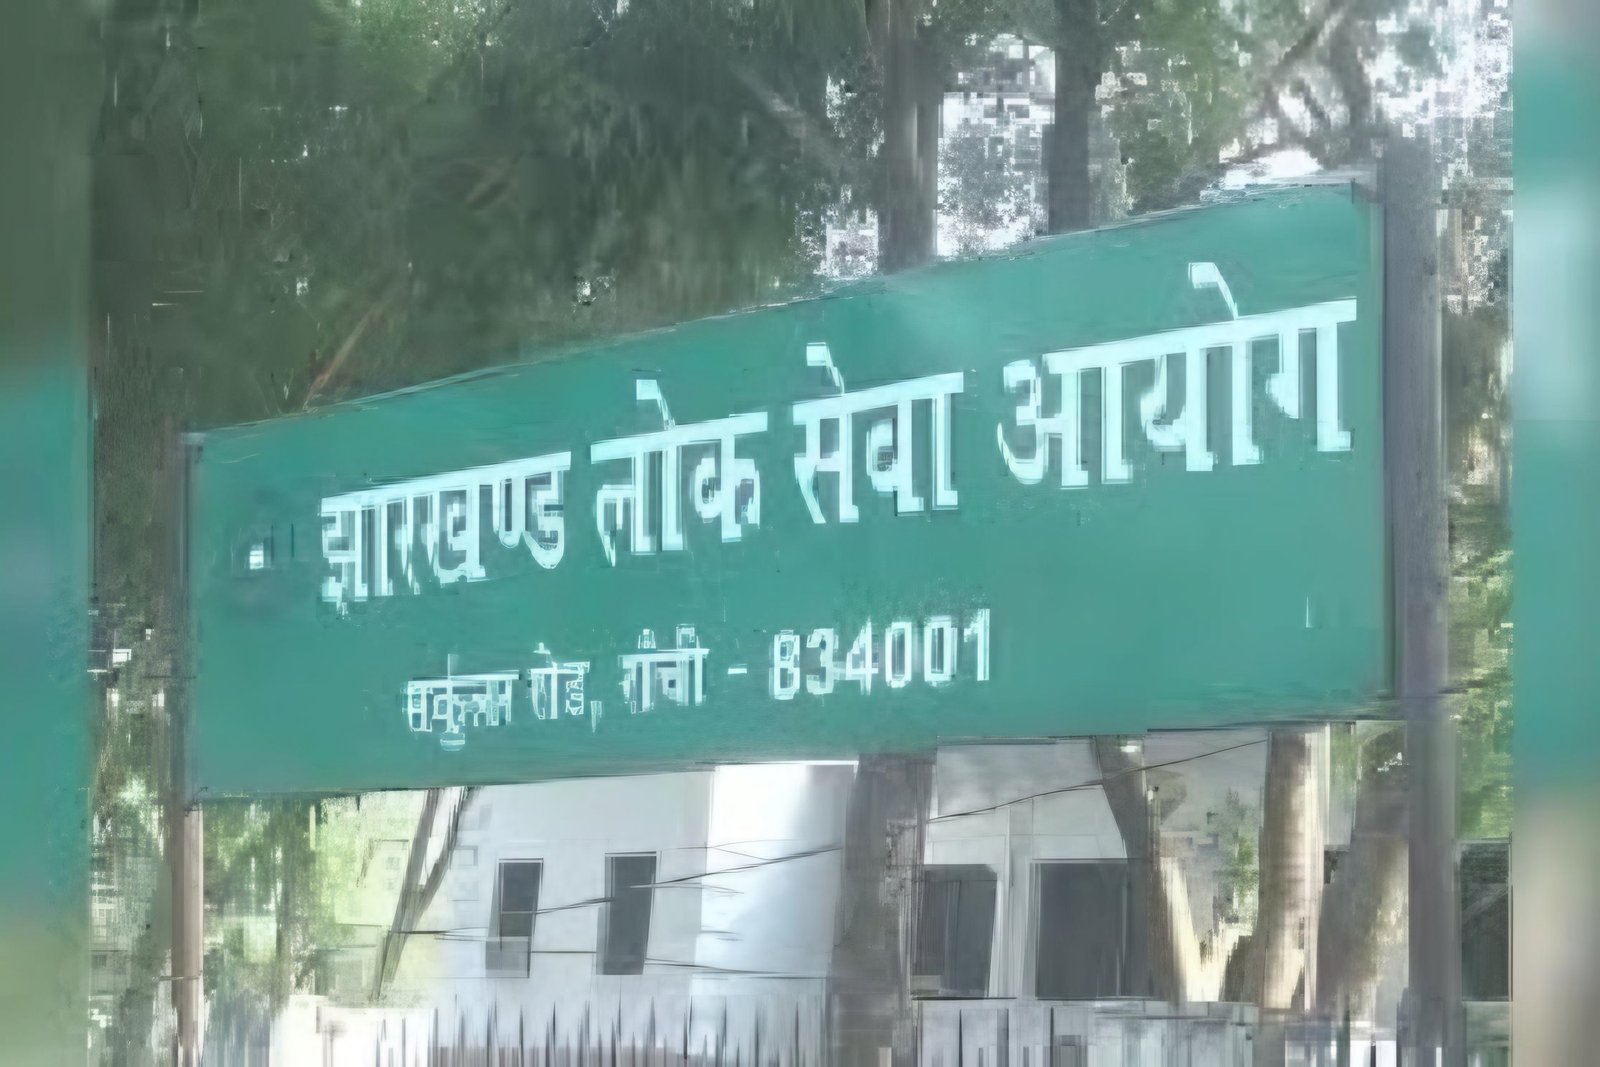 झारखण्ड लोक सेवा आयोग
रोड, राँची - 834001